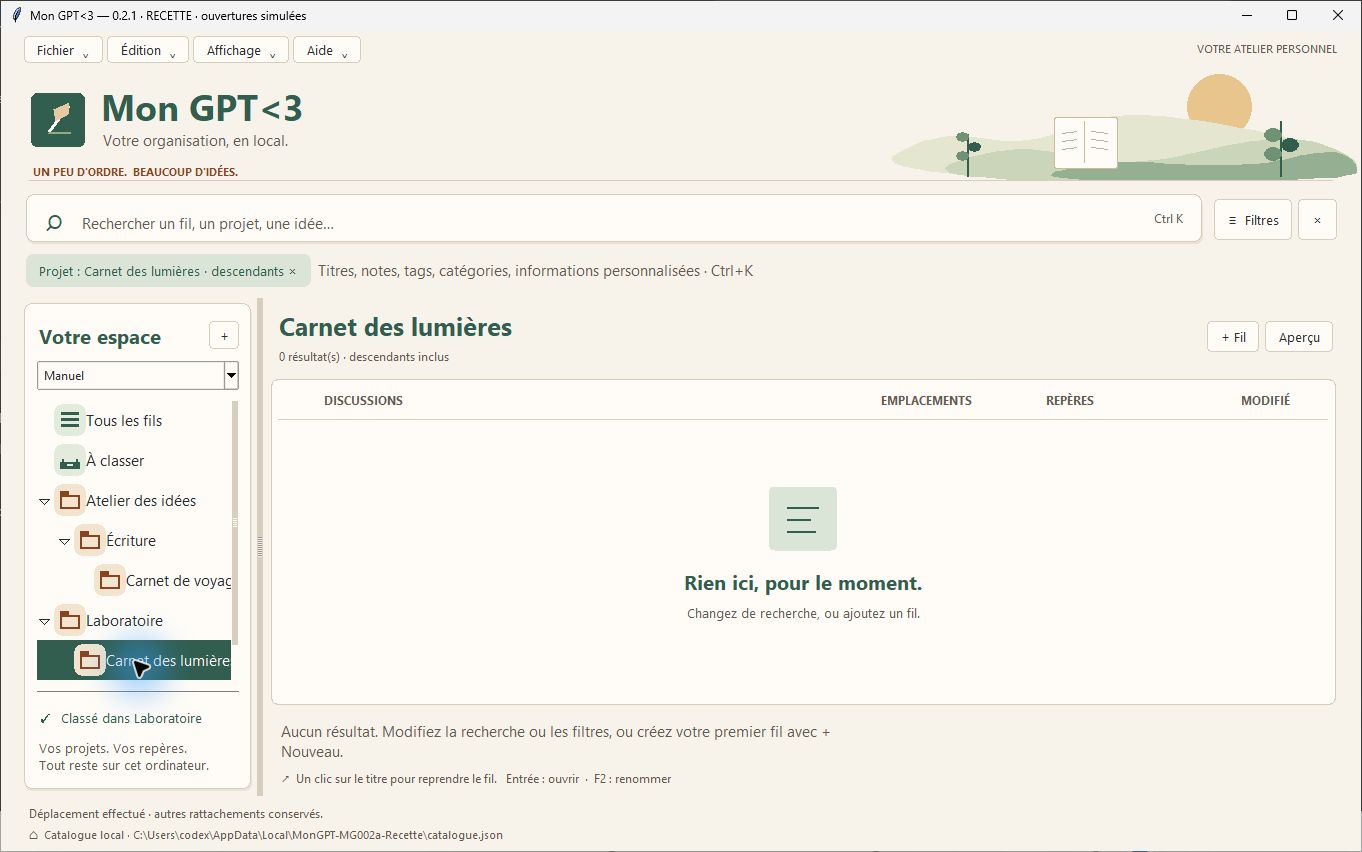 Mon GPT<3 — 0.2.1 · RECETTE · ouvertures simulées
Fichier Édition Affichage Aide
VOTRE ATELIER PERSONNEL
Mon GPT<3
Votre organisation, en local.
UN PEU D'ORDRE. BEAUCOUP D'IDÉES.
Rechercher un fil, un projet, une idée... Ctrl K
≡ Filtres ×
Projet : Carnet des lumières · descendants × Titres, notes, tags, catégories, informations personnalisées · Ctrl+K
Votre espace +
Manuel
Tous les fils
À classer
Atelier des idées
Écriture
Carnet de voyag
Laboratoire
Carnet des lumière
✓ Classé dans Laboratoire
Vos projets. Vos repères.
Tout reste sur cet ordinateur.
Carnet des lumières
+ Fil Aperçu
0 résultat(s) · descendants inclus
DISCUSSIONS EMPLACEMENTS REPÈRES MODIFIÉ
Rien ici, pour le moment.
Changez de recherche, ou ajoutez un fil.
Aucun résultat. Modifiez la recherche ou les filtres, ou créez votre premier fil avec +
Nouveau.
↗ Un clic sur le titre pour reprendre le fil. Entrée : ouvrir · F2 : renommer
Déplacement effectué · autres rattachements conservés.
⌂ Catalogue local · C:\Users\codex\AppData\Local\MonGPT-MG002a-Recette\catalogue.json